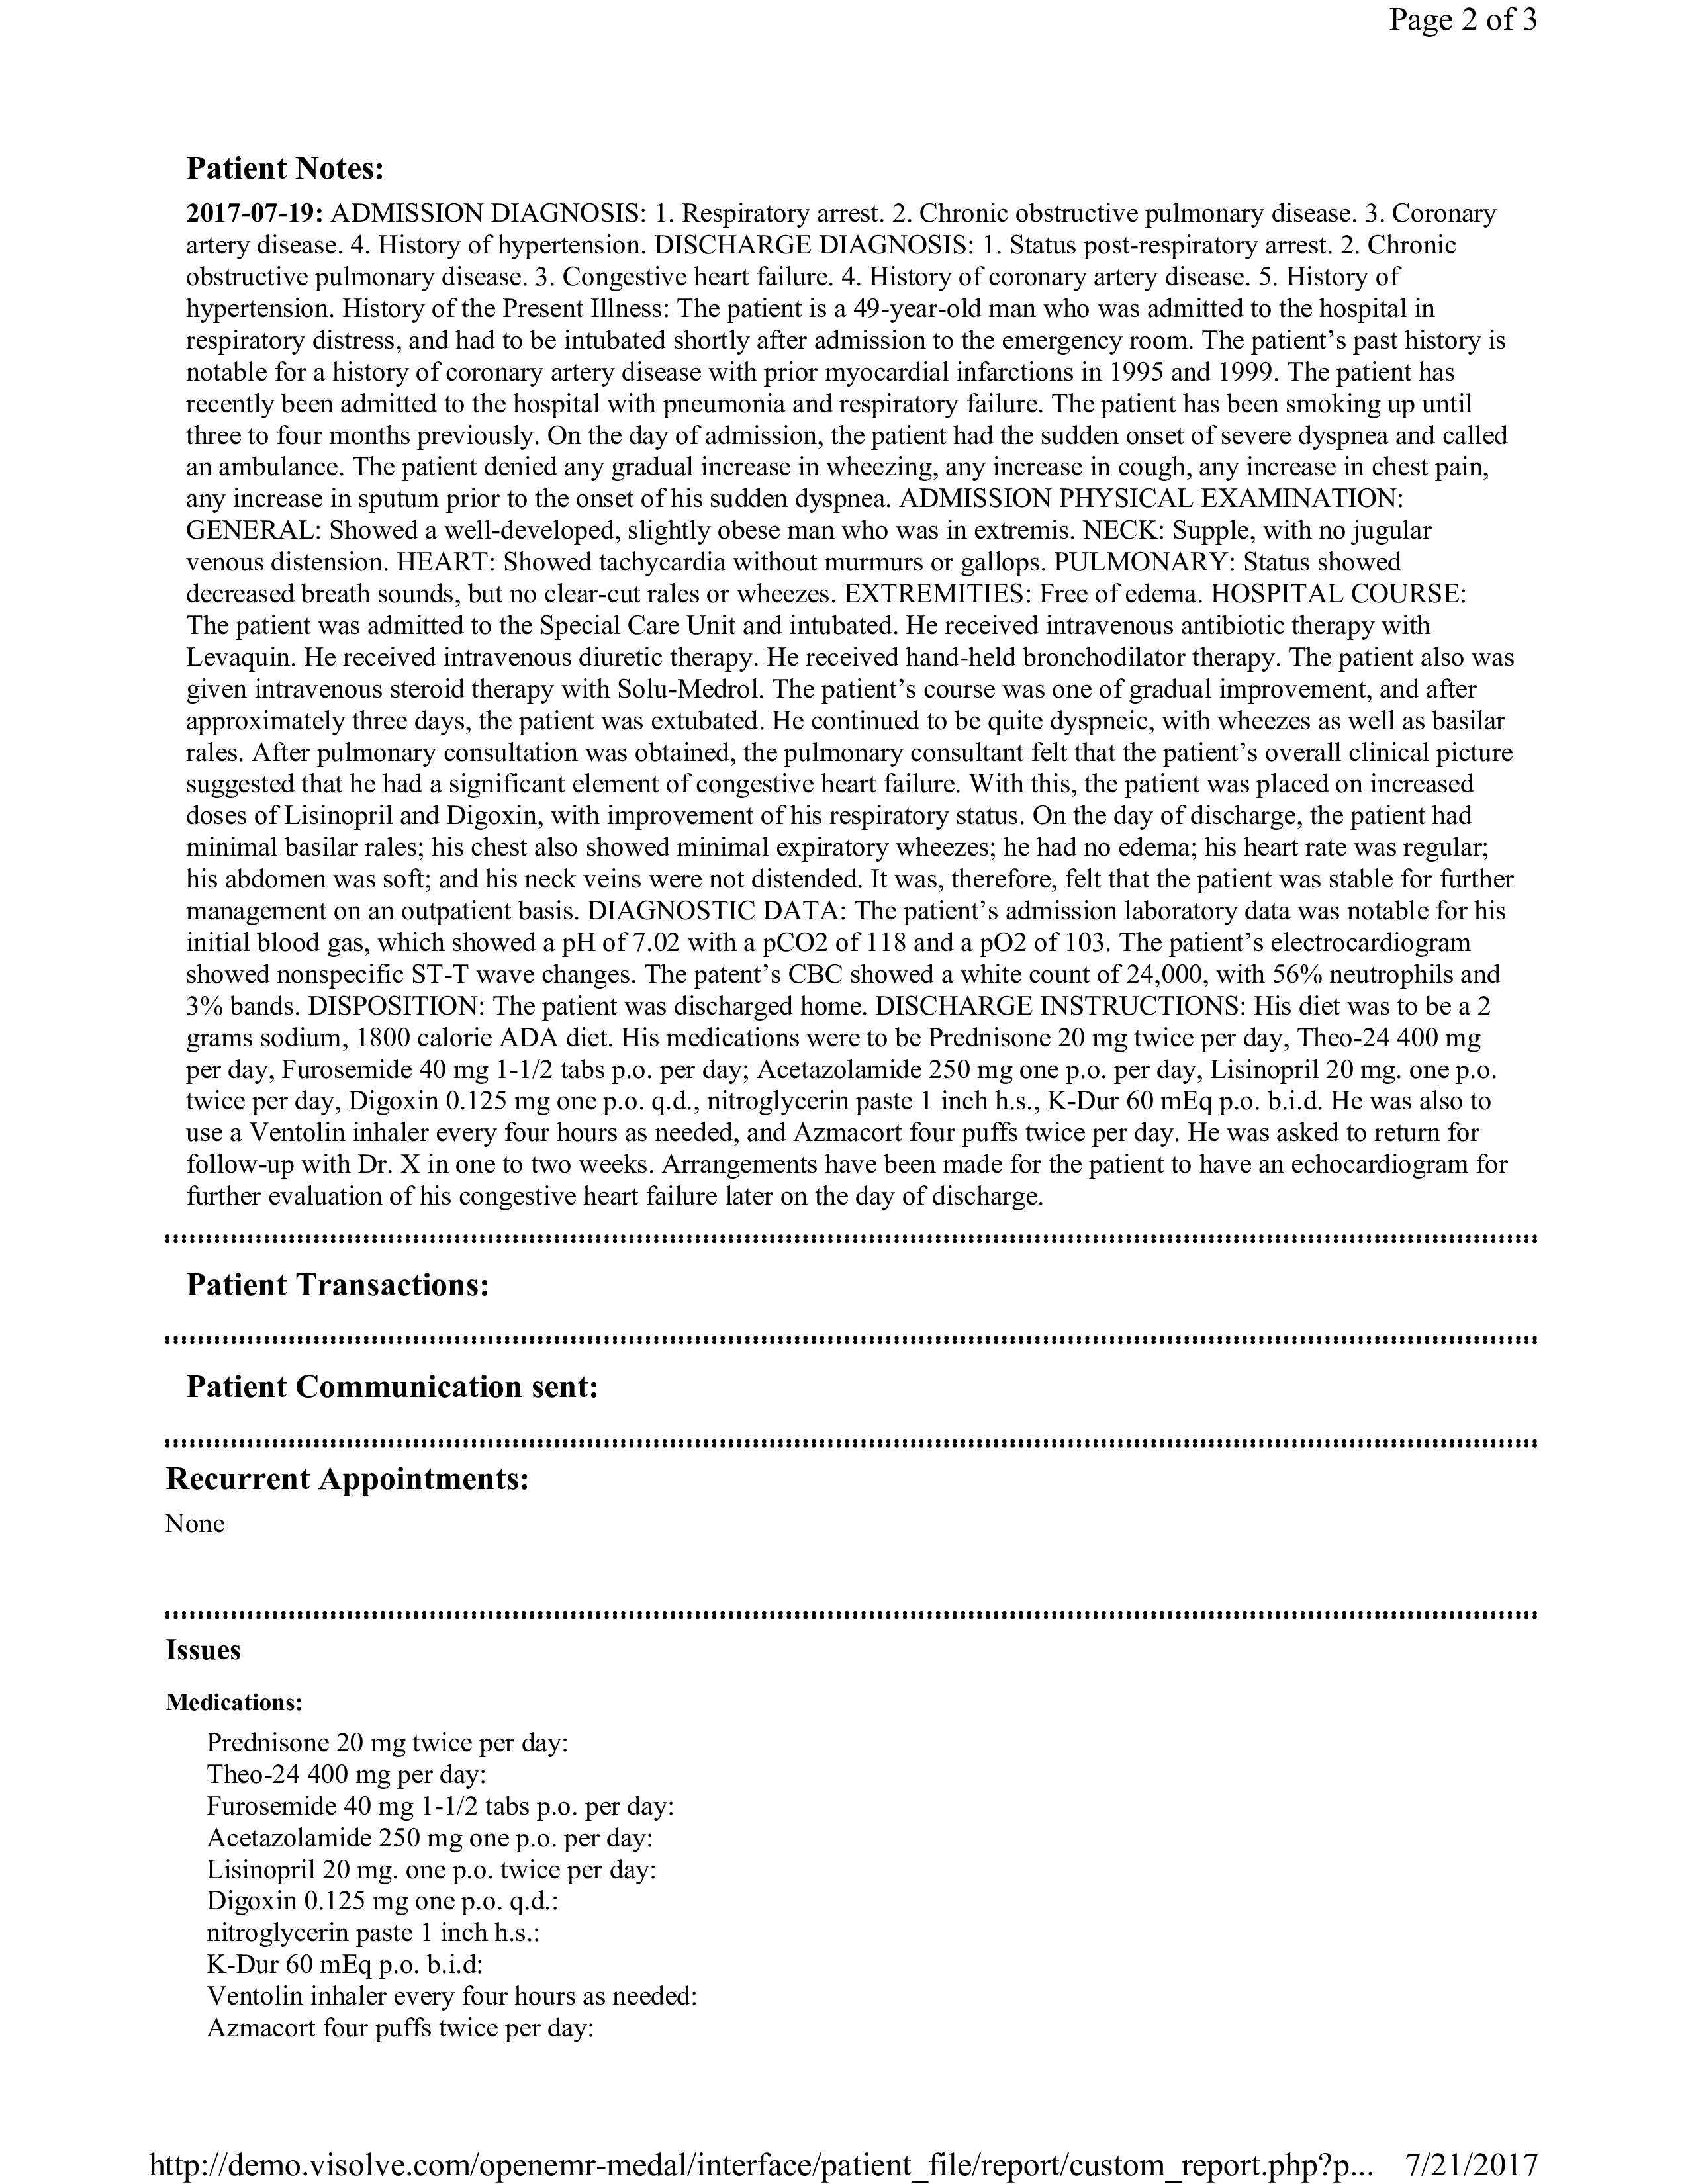 Page 2 of 3
Patient Notes:
2017-07-19: ADMISSION DIAGNOSIS: 1. Respiratory arrest. 2. Chronic obstructive pulmonary disease. 3. Coronary
artery disease. 4. History of hypertension. DISCHARGE DIAGNOSIS: 1. Status post-respiratory arrest. 2. Chronic
obstructive pulmonary disease. 3. Congestive heart failure. 4. History of coronary artery disease. 5. History of
hypertension. History of the Present Illness: The patient is a 49-year-old man who was admitted to the hospital in
respiratory distress, and had to be intubated shortly after admission to the emergency room. The patient’s past history is
notable for a history of coronary artery disease with prior myocardial infarctions in 1995 and 1999. The patient has
recently been admitted to the hospital with pneumonia and respiratory failure. The patient has been smoking up until
three to four months previously. On the day of admission, the patient had the sudden onset of severe dyspnea and called
an ambulance. The patient denied any gradual increase in wheezing, any increase in cough, any increase in chest pain,
any increase in sputum prior to the onset of his sudden dyspnea. ADMISSION PHYSICAL EXAMINATION:
GENERAL: Showed a well-developed, slightly obese man who was in extremis. NECK: Supple, with no jugular
venous distension. HEART: Showed tachycardia without murmurs or gallops. PULMONARY: Status showed
decreased breath sounds, but no clear-cut rales or wheezes. EXTREMITIES: Free of edema. HOSPITAL COURSE:
The patient was admitted to the Special Care Unit and intubated. He received intravenous antibiotic therapy with
Levaquin. He received intravenous diuretic therapy. He received hand-held bronchodilator therapy. The patient also was
given intravenous steroid therapy with Solu-Medrol. The patient’s course was one of gradual improvement, and after
approximately three days, the patient was extubated. He continued to be quite dyspneic, with wheezes as well as basilar
rales. After pulmonary consultation was obtained, the pulmonary consultant felt that the patient’s overall clinical picture
suggested that he had a significant element of congestive heart failure. With this, the patient was placed on increased
doses of Lisinopril and Digoxin, with improvement of his respiratory status. On the day of discharge, the patient had
minimal basilar rales; his chest also showed minimal expiratory wheezes; he had no edema; his heart rate was regular;
his abdomen was soft; and his neck veins were not distended. It was, therefore, felt that the patient was stable for further
management on an outpatient basis. DIAGNOSTIC DATA: The patient’s admission laboratory data was notable for his
initial blood gas, which showed a pH of 7.02 with a pCO2 of 118 and a pO2 of 103. The patient’s electrocardiogram
showed nonspecific ST-T wave changes. The patent’s CBC showed a white count of 24,000, with 56% neutrophils and
3% bands. DISPOSITION: The patient was discharged home. DISCHARGE INSTRUCTIONS: His diet was to be a 2
grams sodium, 1800 calorie ADA diet. His medications were to be Prednisone 20 mg twice per day, Theo-24 400 mg
per day, Furosemide 40 mg 1-1/2 tabs p.o. per day; Acetazolamide 250 mg one p.o. per day, Lisinopril 20 mg. one p.o.
twice per day, Digoxin 0.125 mg one p.o. q.d., nitroglycerin paste 1 inch h.s., K-Dur 60 mEq p.o. b.i.d. He was also to
use a Ventolin inhaler every four hours as needed, and Azmacort four puffs twice per day. He was asked to return for
follow-up with Dr. X in one to two weeks. Arrangements have been made for the patient to have an echocardiogram for
further evaluation of his congestive heart failure later on the day of discharge.
Patient Transactions:
Patient Communication sent:
Recurrent Appointments:
None
Issues
Medications:
Prednisone 20 mg twice per day:
Theo-24 400 mg per day:
Furosemide 40 mg 1-1/2 tabs p.o. per day:
Acetazolamide 250 mg one p.o. per day:
Lisinopril 20 mg. one p.o. twice per day:
Digoxin 0.125 mg one p.o. q.d.:
nitroglycerin paste 1 inch h.s.:
K-Dur 60 mEq p.o. b.i.d:
Ventolin inhaler every four hours as needed:
Azmacort four puffs twice per day:
http://demo.visolve.com/openemr-medal/interface/patient_file/report/custom_report.php?p... 7/21/2017